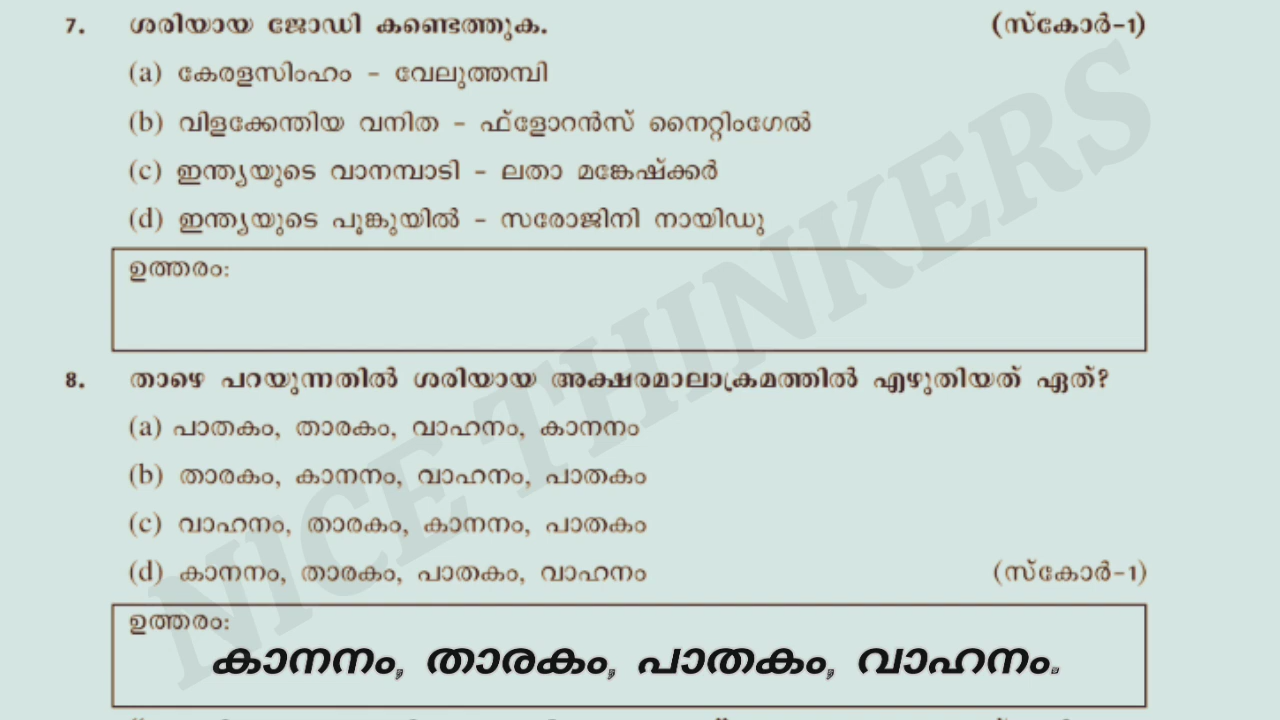 7. ശരിയായ ജോഡി കണ്ടെത്തുക. (സ്കോർ-1)
(a) കേരളസിംഹം - വേലുത്തമ്പി
(b) വിളക്കേന്തിയ വനിത - ഫ്ളോറൻസ് നൈറ്റിംഗേൽ
(c) ഇന്ത്യയുടെ വാനമ്പാടി - ലതാ മങ്കേഷ്ക്കർ
(d) ഇന്ത്യയുടെ പൂങ്കുയിൽ - സരോജിനി നായിഡു
ഉത്തരം:
8. താഴെ പറയുന്നതിൽ ശരിയായ അക്ഷരമാലാക്രമത്തിൽ എഴുതിയത് ഏത്?
(a) പാതകം, താരകം, വാഹനം, കാനനം
(b) താരകം, കാനനം, വാഹനം, പാതകം
(c) വാഹനം, താരകം, കാനനം, പാതകം
(d) കാനനം, താരകം, പാതകം, വാഹനം (സ്കോർ-1)
ഉത്തരം:
കാനനം, താരകം, പാതകം, വാഹനം.
NICE THINKERS